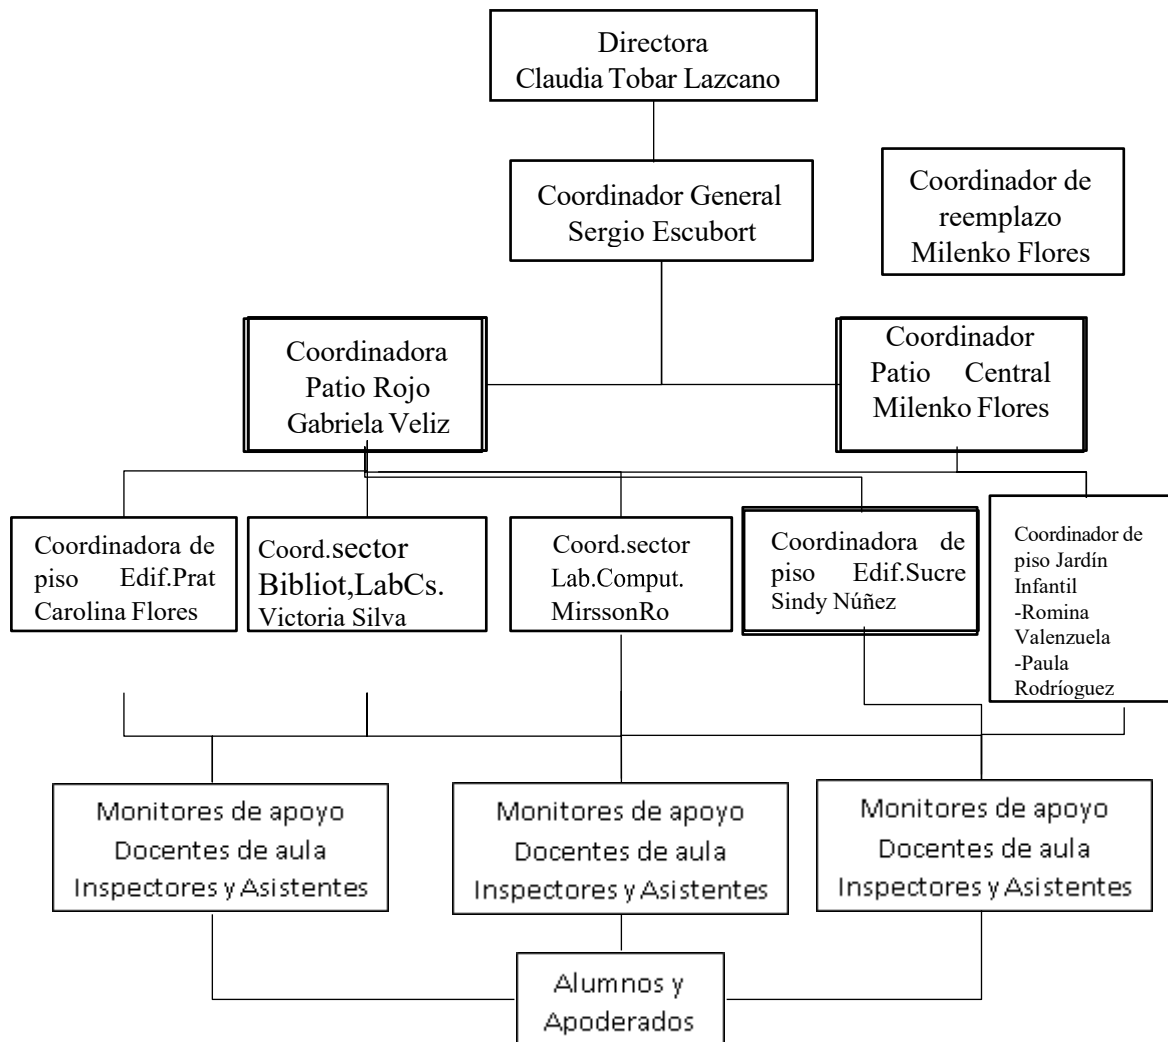 Directora
Claudia Tobar Lazcano
Coordinador General
Sergio Escubort
Coordinador de
reemplazo
Milenko Flores
Coordinadora
Patio Rojo
Gabriela Veliz
Coordinador
Patio Central
Milenko Flores
Coordinadora de
piso Edif.Prat
Carolina Flores
Coord.sector
Bibliot,LabCs.
Victoria Silva
Coord.sector
Lab.Comput.
MirssonRo
Coordinadora de
piso Edif.Sucre
Sindy Núñez
Coordinador de
piso Jardín
Infantil
-Romina
Valenzuela
-Paula
Rodríoguez
Monitores de apoyo
Docentes de aula
Inspectores y Asistentes
Monitores de apoyo
Docentes de aula
Inspectores y Asistentes
Monitores de apoyo
Docentes de aula
Inspectores y Asistentes
Alumnos y
Apoderados